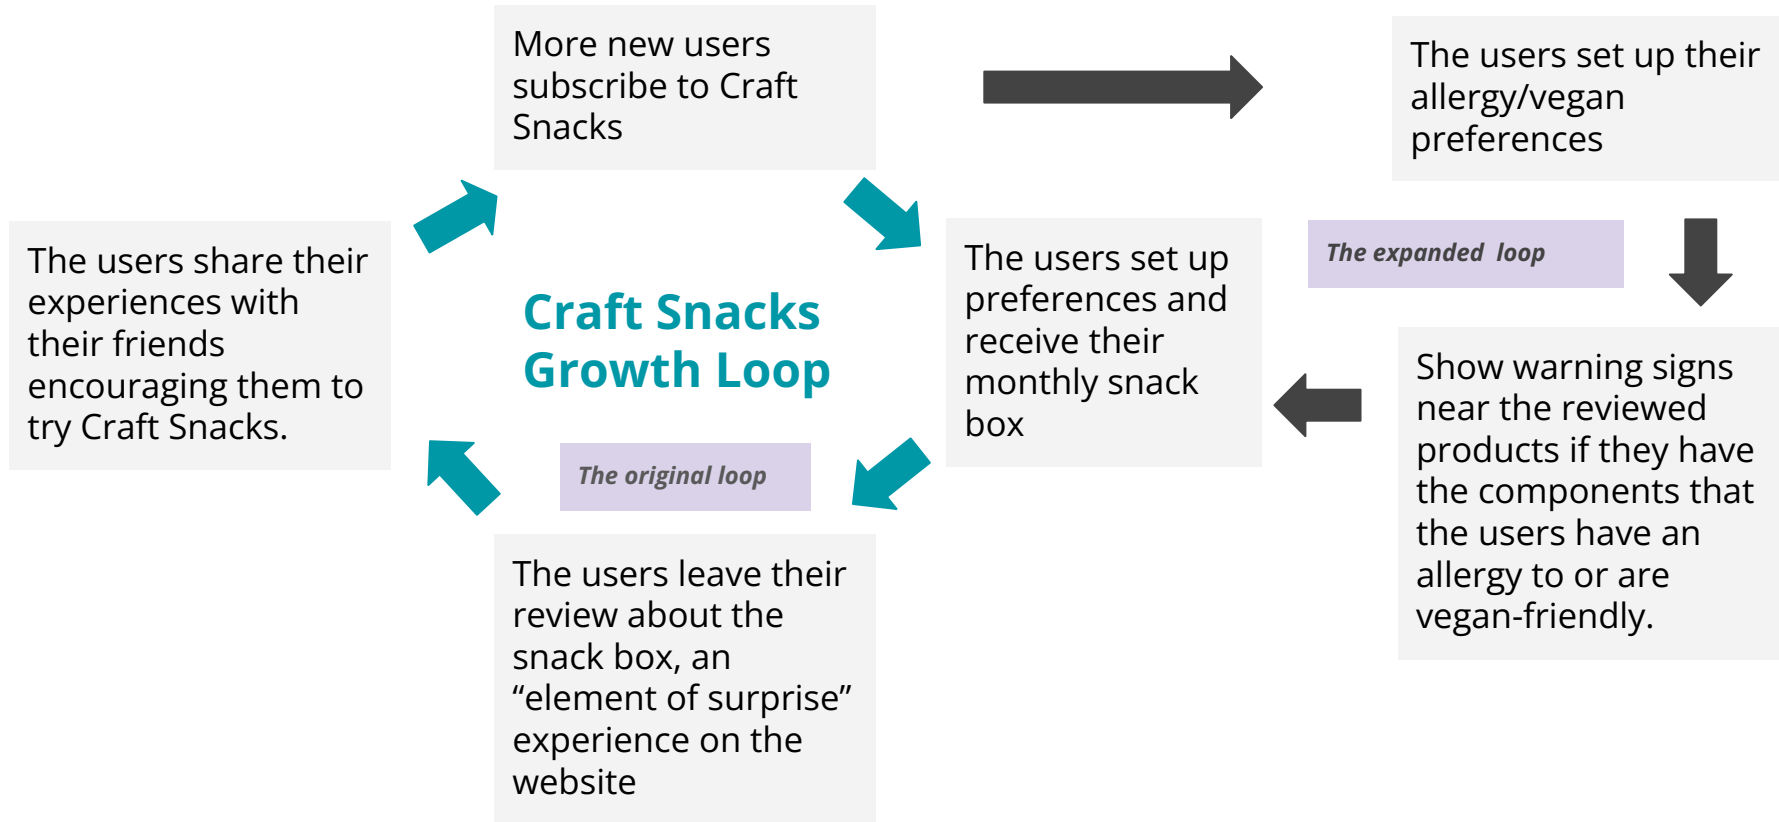 More new users
subscribe to Craft
Snacks
The users set up their
allergy/vegan
preferences
The users share their
experiences with
their friends
encouraging them to
try Craft Snacks.
Craft Snacks
Growth Loop
The original loop
The users set up
preferences and
receive their
monthly snack
box
The expanded loop
Show warning signs
near the reviewed
products if they have
the components that
the users have an
allergy to or are
vegan-friendly.
The users leave their
review about the
snack box, an
“element of surprise”
experience on the
website